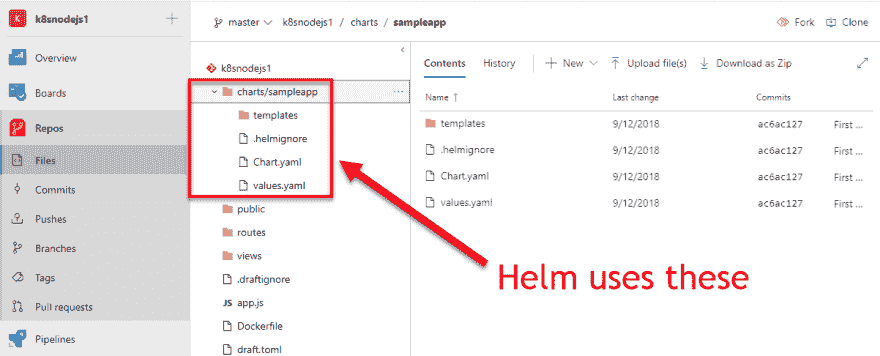 K k8snodejs1
Overview
Boards
Repos
Files
Commits
Pushes
Branches
Tags
Pull requests
Pipelines
master k8snodejs1 / charts / sampleapp
Fork Clone
k8snodejs1
charts/sampleapp ...
templates
.helmignore
Chart.yaml
values.yaml
public
routes
views
.draftignore
JS app.js
Dockerfile
draft.toml
Contents History New Upload file(s) Download as Zip
Name Last change Commits
templates 9/12/2018 ac6ac127 First ...
.helmignore 9/12/2018 ac6ac127 First ...
Chart.yaml 9/12/2018 ac6ac127 First ...
values.yaml 9/12/2018 ac6ac127 First ...
Helm uses these